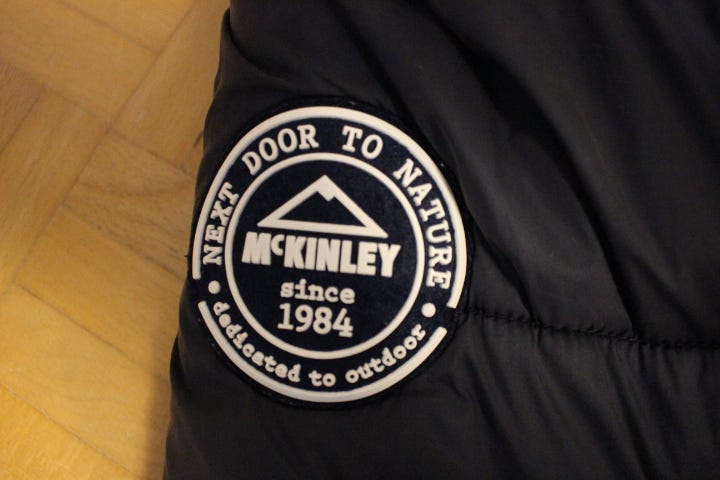 NEXT DOOR TO NATURE
McKINLEY
since
1984
dedicated to outdoor